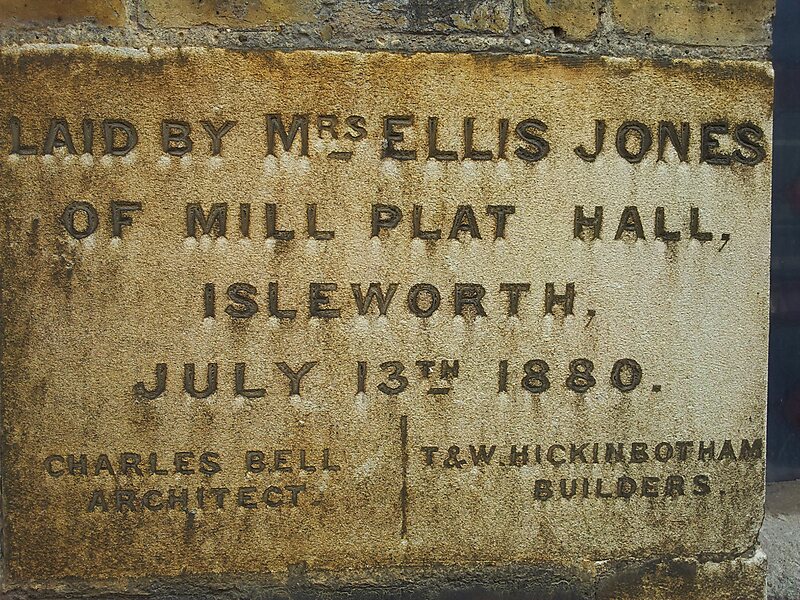 LAID BY MRS ELLIS JONES
OF MILL PLAT HALL,
ISLEWORTH,
JULY 13TH 1880.
CHARLES BELL
ARCHITECT.
T&W. HICKINBOTHAM
BUILDERS.